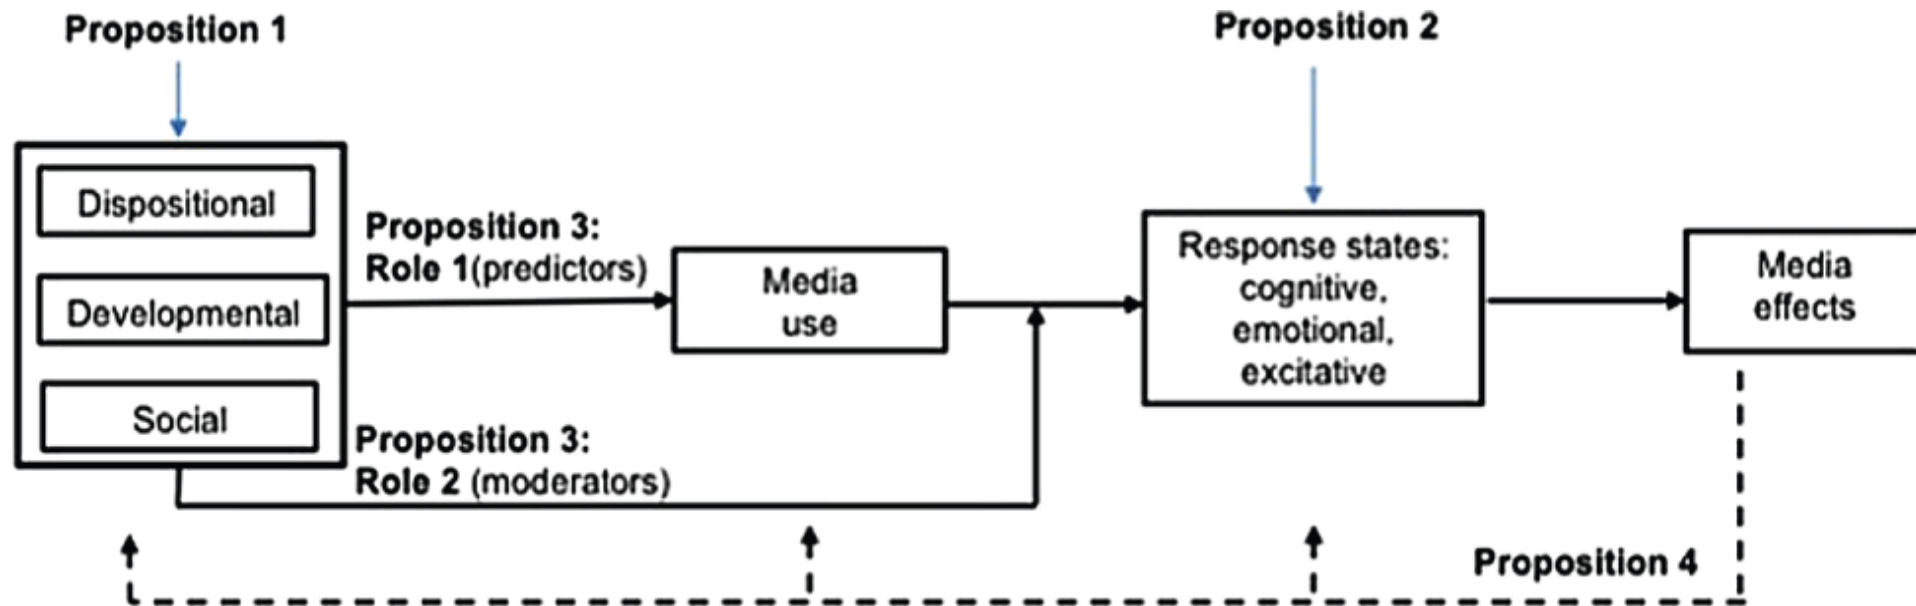 Proposition 1
Proposition 2
Dispositional
Developmental
Social
Proposition 3:
Role 1(predictors)
Proposition 3:
Role 2 (moderators)
Media
use
Response states:
cognitive,
emotional,
excitative
Media
effects
Proposition 4